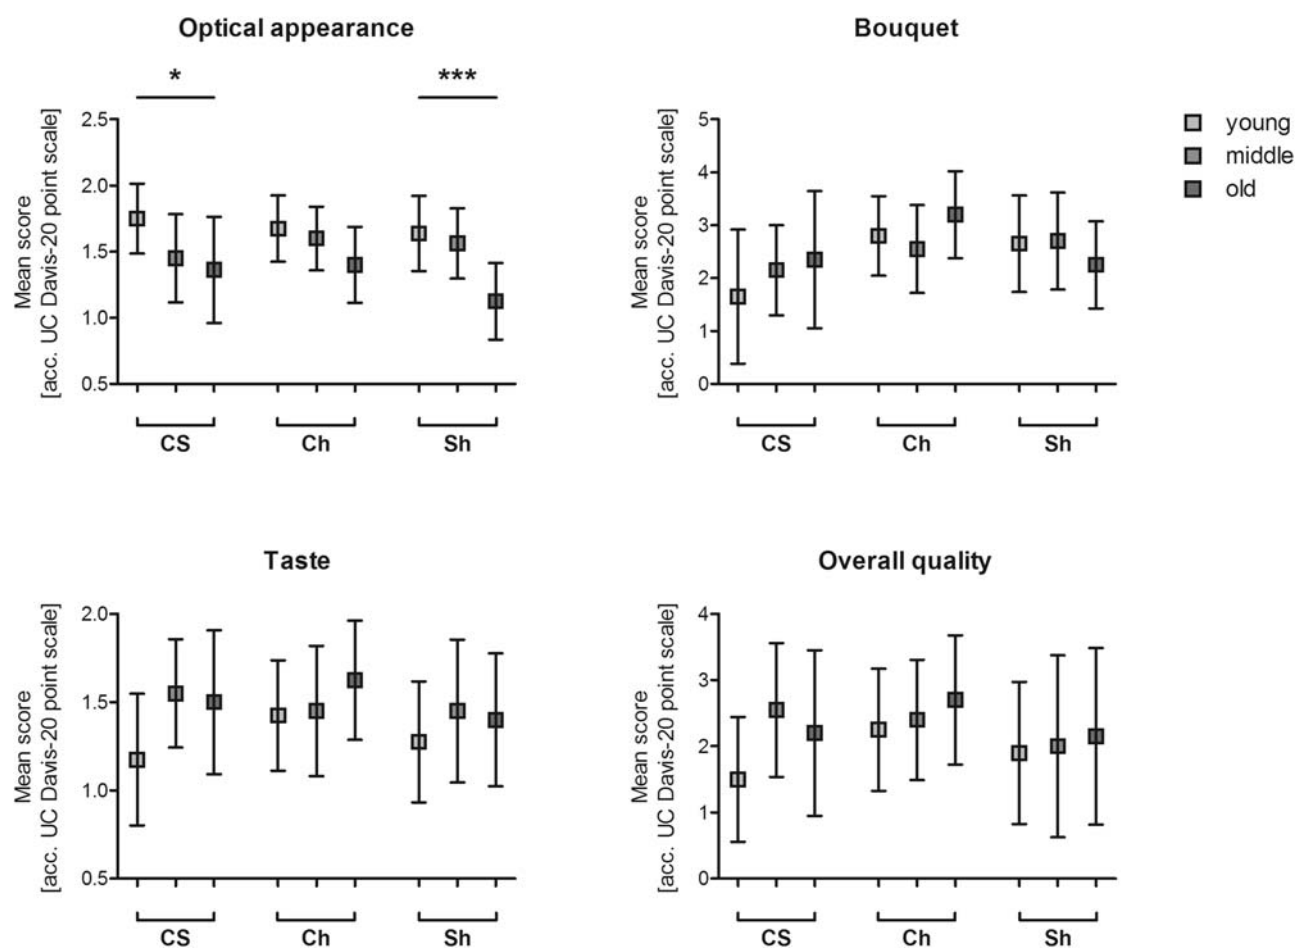 Optical appearance
* ***
Mean score
[acc. UC Davis-20 point scale]
2.5
2.0
1.5
1.0
0.5
CS Ch Sh
Bouquet
Mean score
[acc. UC Davis-20 point scale]
5
4
3
2
1
0
CS Ch Sh
young
middle
old
Taste
Mean score
[acc. UC Davis-20 point scale]
2.0
1.5
1.0
0.5
CS Ch Sh
Overall quality
Mean score
[acc. UC Davis-20 point scale]
4
3
2
1
0
CS Ch Sh